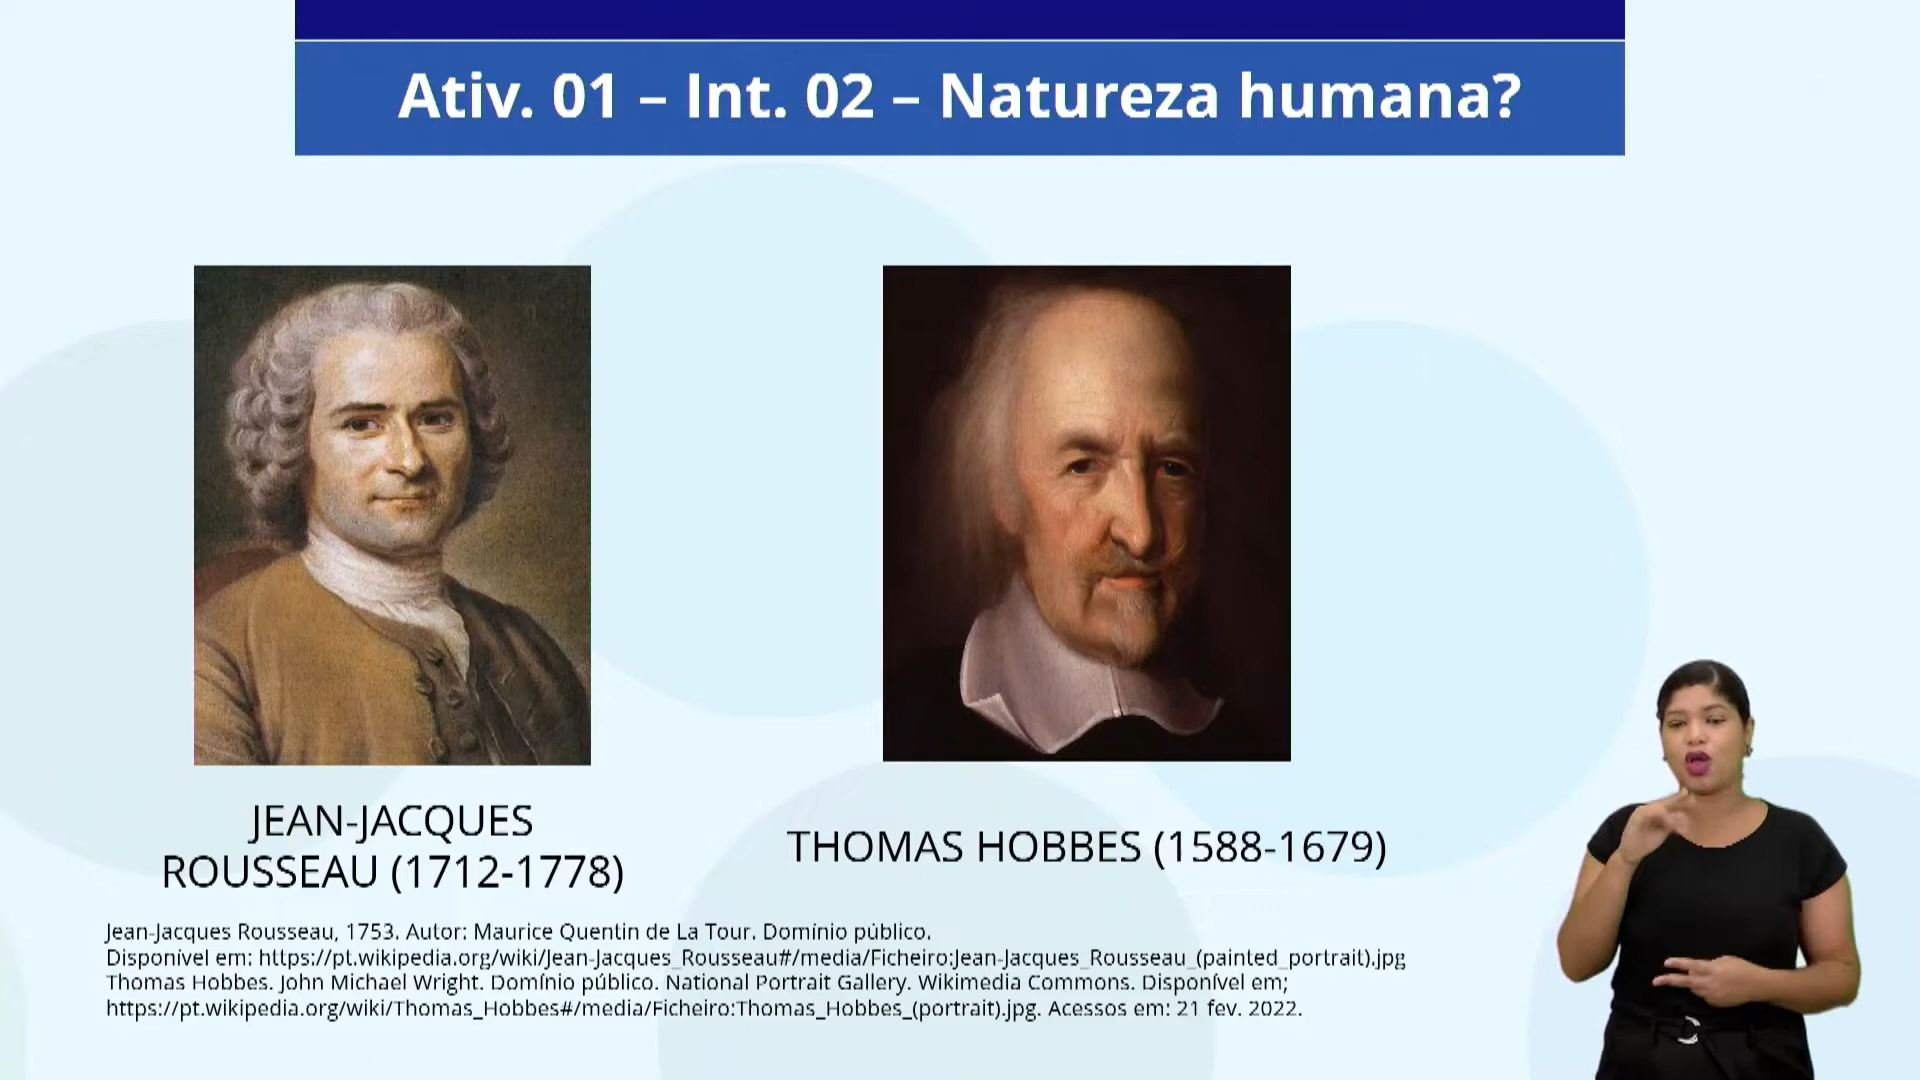 Ativ. 01 – Int. 02 – Natureza humana?
JEAN-JACQUES
ROUSSEAU (1712-1778)
THOMAS HOBBES (1588-1679)
Jean-Jacques Rousseau, 1753. Autor: Maurice Quentin de La Tour. Domínio público.
Disponível em: https://pt.wikipedia.org/wiki/Jean-Jacques_Rousseau#/media/Ficheiro:Jean-Jacques_Rousseau_(painted_portrait).jpg
Thomas Hobbes. John Michael Wright. Domínio público. National Portrait Gallery. Wikimedia Commons. Disponível em;
https://pt.wikipedia.org/wiki/Thomas_Hobbes#/media/Ficheiro:Thomas_Hobbes_(portrait).jpg. Acessos em: 21 fev. 2022.